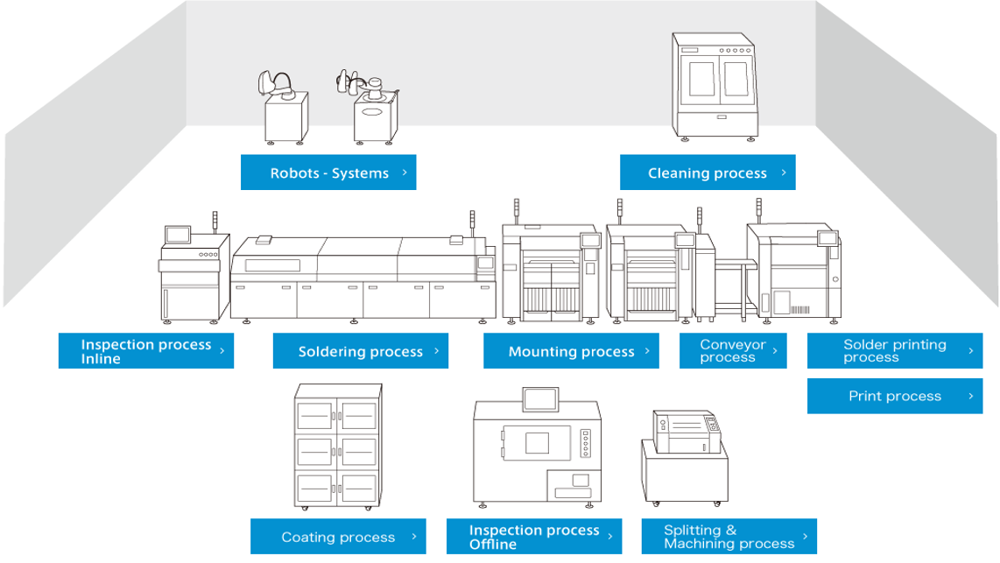 Robots - Systems
Cleaning process
Inspection process
Inline
Soldering process
Mounting process
Conveyor
process
Solder printing
process
Print process
Coating process
Inspection process
Offline
Splitting &
Machining process